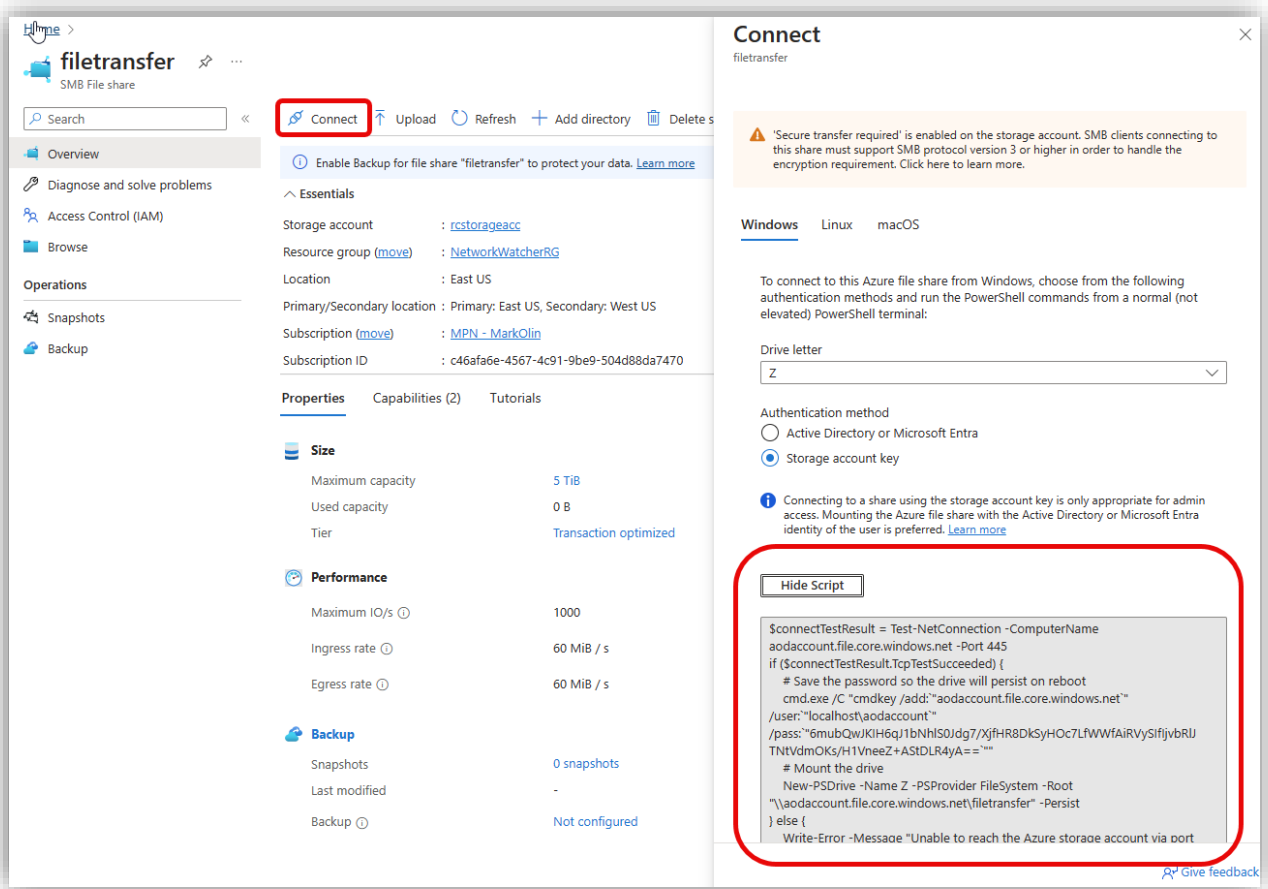 Home >
filetransfer
SMB File share
Search
Overview
Diagnose and solve problems
Access Control (IAM)
Browse
Operations
Snapshots
Backup
Connect
Upload
Refresh
Add directory
Delete s
Enable Backup for file share "filetransfer" to protect your data. Learn more
Essentials
Storage account : rcstorageacc
Resource group (move) : NetworkWatcherRG
Location : East US
Primary/Secondary location : Primary: East US, Secondary: West US
Subscription (move) : MPN - MarkOlin
Subscription ID : c46afa6e-4567-4c91-9be9-504d88da7470
Properties Capabilities (2) Tutorials
Size
Maximum capacity 5 TiB
Used capacity 0 B
Tier Transaction optimized
Performance
Maximum IO/s 1000
Ingress rate 60 MiB / s
Egress rate 60 MiB / s
Backup
Snapshots 0 snapshots
Last modified -
Backup Not configured
Connect
filetransfer
'Secure transfer required' is enabled on the storage account. SMB clients connecting to
this share must support SMB protocol version 3 or higher in order to handle the
encryption requirement. Click here to learn more.
Windows Linux macOS
To connect to this Azure file share from Windows, choose from the following
authentication methods and run the PowerShell commands from a normal (not
elevated) PowerShell terminal:
Drive letter
Z
Authentication method
Active Directory or Microsoft Entra
Storage account key
Connecting to a share using the storage account key is only appropriate for admin
access. Mounting the Azure file share with the Active Directory or Microsoft Entra
identity of the user is preferred. Learn more
Hide Script
$connectTestResult = Test-NetConnection -ComputerName
aodaccount.file.core.windows.net -Port 445
if ($connectTestResult.TcpTestSucceeded) {
# Save the password so the drive will persist on reboot
cmd.exe /C "cmdkey /add:`"aodaccount.file.core.windows.net`"
/user:`"localhost\aodaccount`"
/pass:`"
`""
# Mount the drive
New-PSDrive -Name Z -PSProvider FileSystem -Root
"\\aodaccount.file.core.windows.net\filetransfer" -Persist
} else {
Write-Error -Message "Unable to reach the Azure storage account via port
Give feedback